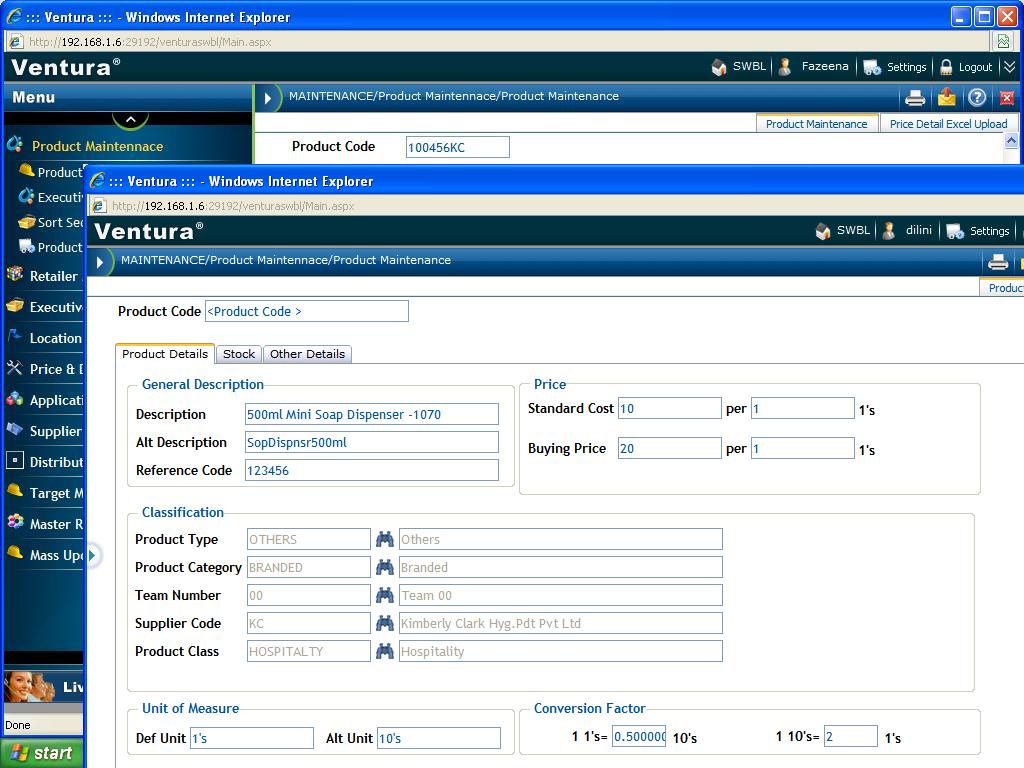 ::: Ventura ::: - Windows Internet Explorer
http://192.168.1.6:29192/venturaswbl/Main.aspx
Ventura®
SWBL
Fazeena
Settings
Logout
Menu
MAINTENANCE/Product Maintennace/Product Maintenance
Product Maintenance
Price Detail Excel Upload
Product Maintennace
Product Code 100456KC
Product
Executi
Sort Sec
Product
Retailer
Executive
Location
Price & D
Applicati
Supplier
Distribut
Target M
Master R
Mass Upd
Liv
Done
start
::: Ventura ::: - Windows Internet Explorer
http://192.168.1.6:29192/venturaswbl/Main.aspx
Ventura®
SWBL
dilini
Settings
MAINTENANCE/Product Maintennace/Product Maintenance
Produc
Product Code <Product Code >
Product Details
Stock
Other Details
General Description
Description 500ml Mini Soap Dispenser -1070
Alt Description SopDispnsr500ml
Reference Code 123456
Price
Standard Cost 10 per 1 1's
Buying Price 20 per 1 1's
Classification
Product Type OTHERS Others
Product Category BRANDED Branded
Team Number 00 Team 00
Supplier Code KC Kimberly Clark Hyg.Pdt Pvt Ltd
Product Class HOSPITALTY Hospitality
Unit of Measure
Def Unit 1's Alt Unit 10's
Conversion Factor
1 1's= 0.500000 10's 1 10's= 2 1's